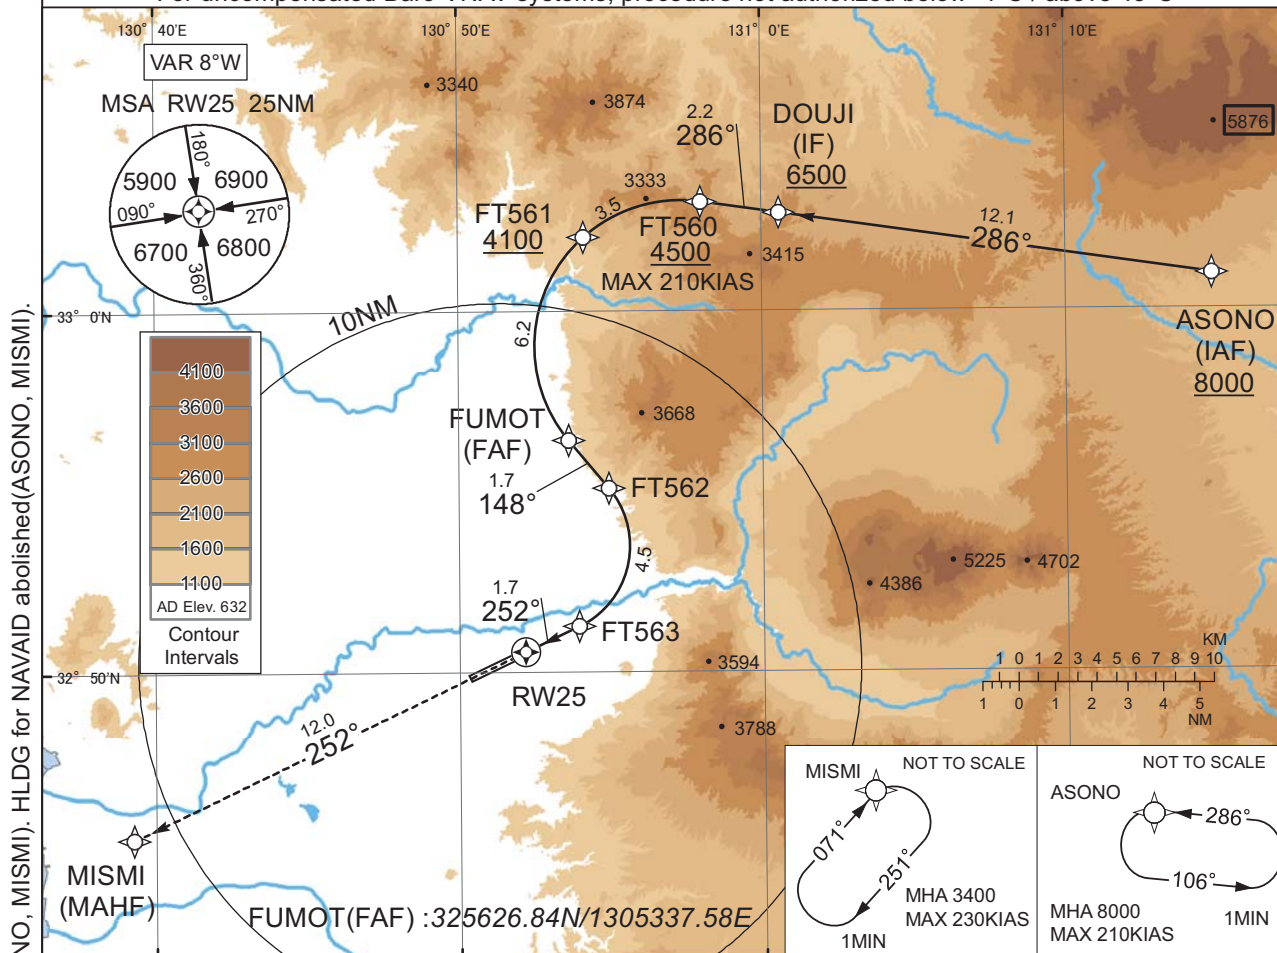 130° 40'E
130° 50'E
131° 0'E
131° 10'E
VAR 8°W
MSA RW25 25NM
180°
5900
6900
090°
270°
6700
6800
360°
3340
3874
2.2
286°
DOUJI
(IF)
6500
5876
3333
3.5
FT561
4100
FT560
4500
MAX 210KIAS
3415
12.1
286°
ASONO
(IAF)
8000
33° 0'N
10NM
6.2
4100
3600
3100
2600
2100
1600
1100
AD Elev. 632
Contour
Intervals
3668
FUMOT
(FAF)
1.7
148°
FT562
4.5
5225
4702
4386
1.7
252°
FT563
RW25
3594
3788
32° 50'N
KM
1 0 1 2 3 4 5 6 7 8 9 10
1 0 1 2 3 4 5
NM
12.0
252°
MISMI
(MAHF)
FUMOT(FAF) :325626.84N/1305337.58E
MISMI
NOT TO SCALE
071°
251°
MHA 3400
MAX 230KIAS
1MIN
NOT TO SCALE
ASONO
286°
106°
MHA 8000
MAX 210KIAS
1MIN
NO, MISMI). HLDG for NAVAID abolished(ASONO, MISMI).